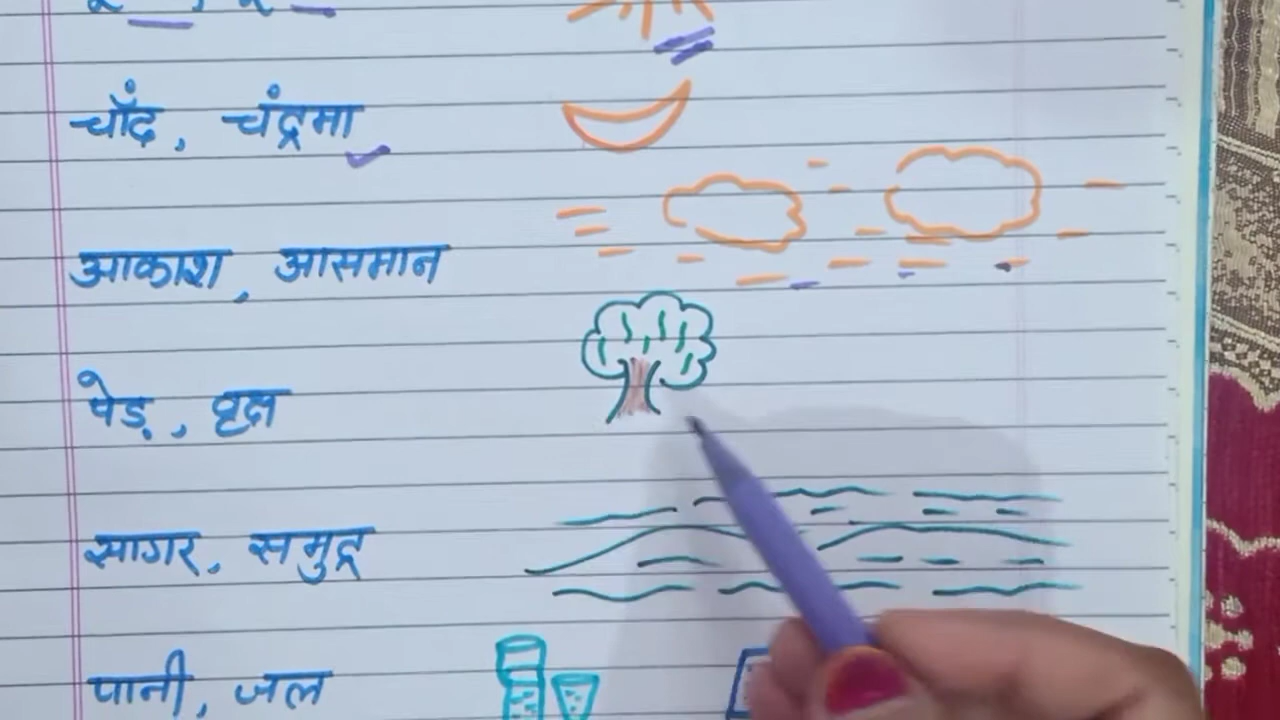 चाँद, चंद्रमा
आकाश, आसमान
पेड़, वृक्ष
सागर, समुद्र
पानी, जल